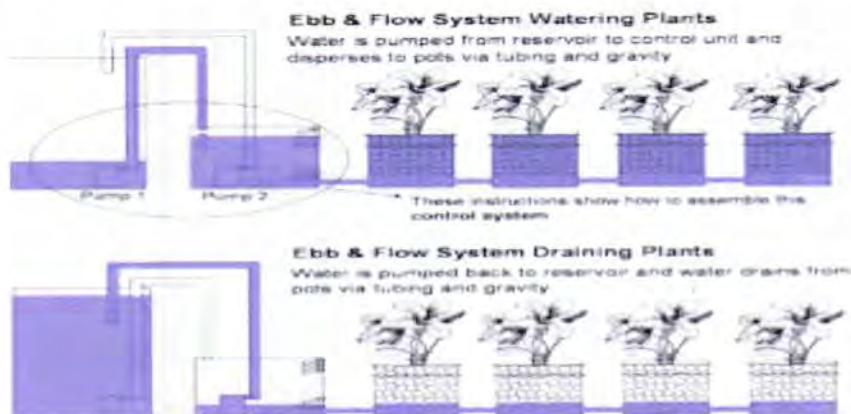 Ebb & Flow System Watering Plants
Water is pumped from reservoir to control unit and
disperses to pots via tubing and gravity
Pump 1
Pump 2
These instructions show how to assemble this
control system
Ebb & Flow System Draining Plants
Water is pumped back to reservoir and water drains from
pots via tubing and gravity